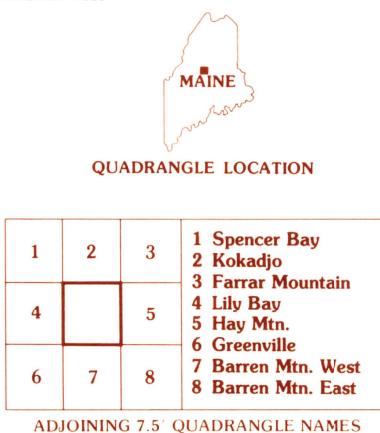 MAINE
QUADRANGLE LOCATION
1 2 3
4 5
6 7 8
1 Spencer Bay
2 Kokadjo
3 Farrar Mountain
4 Lily Bay
5 Hay Mtn.
6 Greenville
7 Barren Mtn. West
8 Barren Mtn. East
ADJOINING 7.5′ QUADRANGLE NAMES